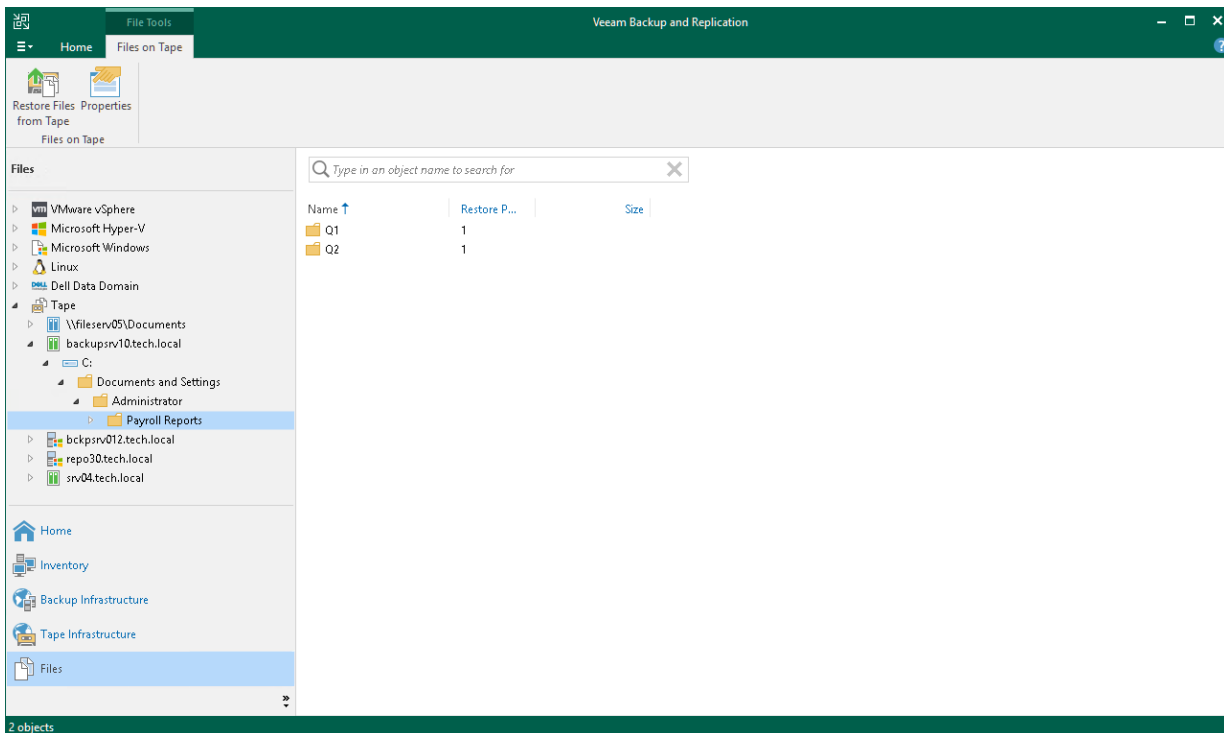 File Tools
Veeam Backup and Replication
Home
Files on Tape
?
Restore Files
from Tape
Properties
Files on Tape
Files
Type in an object name to search for
vm VMware vSphere
Microsoft Hyper-V
Microsoft Windows
Linux
DELL Dell Data Domain
Tape
\\fileserv05\Documents
backupsrv10.tech.local
C:
Documents and Settings
Administrator
Payroll Reports
bckpsrv012.tech.local
repo30.tech.local
srv04.tech.local
Name Restore P... Size
Q1 1
Q2 1
Home
Inventory
Backup Infrastructure
Tape Infrastructure
Files
2 objects